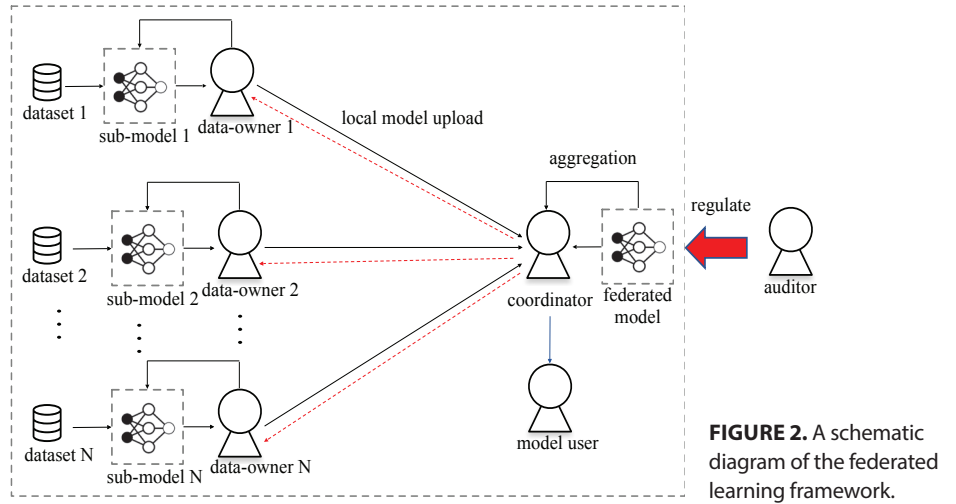 dataset 1
sub-model 1
data-owner 1
local model upload
aggregation
regulate
dataset 2
sub-model 2
data-owner 2
coordinator
federated
model
auditor
dataset N
sub-model N
data-owner N
model user
FIGURE 2. A schematic
diagram of the federated
learning framework.